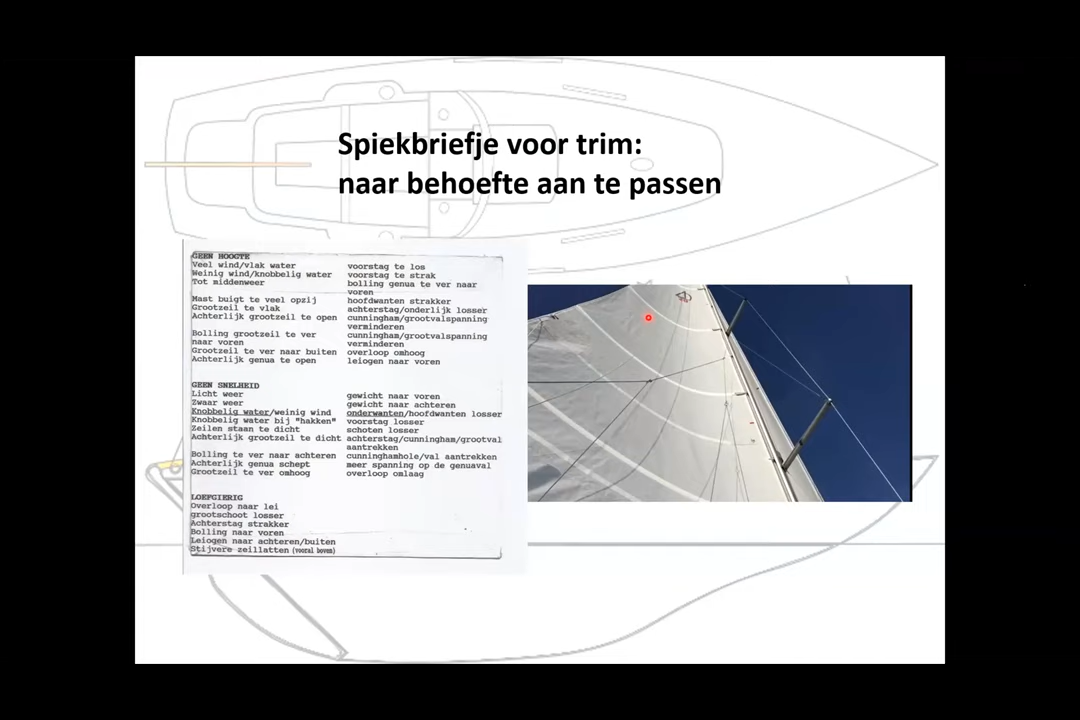 Spiekbriefje voor trim:
naar behoefte aan te passen
GEEN HOOGTE
Veel wind/vlak water voorstag te los
Weinig wind/knobbelig water voorstag te strak
Tot middenweer bolling genua te ver naar
voren
Mast buigt te veel opzij hoofdwanten strakker
Grootzeil te vlak achterstag/onderlijk losser
Achterlijk grootzeil te open cunningham/grootvalspanning
verminderen
Bolling grootzeil te ver cunningham/grootvalspanning
naar voren verminderen
Grootzeil te ver naar buiten overloop omhoog
Achterlijk genua te open leiogen naar voren
GEEN SNELHEID
Licht weer gewicht naar voren
Zwaar weer gewicht naar achteren
Knobbelig water/weinig wind onderwanten/hoofdwanten losser
Knobbelig water bij "hakken" voorstag losser
Zeilen staan te dicht schoten losser
Achterlijk grootzeil te dicht achterstag/cunningham/grootval
aantrekken
Bolling te ver naar achteren cunninghamhole/val aantrekken
Achterlijk genua schept meer spanning op de genuaval
Grootzeil te ver omhoog overloop omlaag
LOEFGIERIG
Overloop naar lei
grootschoot losser
Achterstag strakker
Bolling naar voren
Leiogen naar achteren/buiten
Stijvere zeillatten (vooral boven)